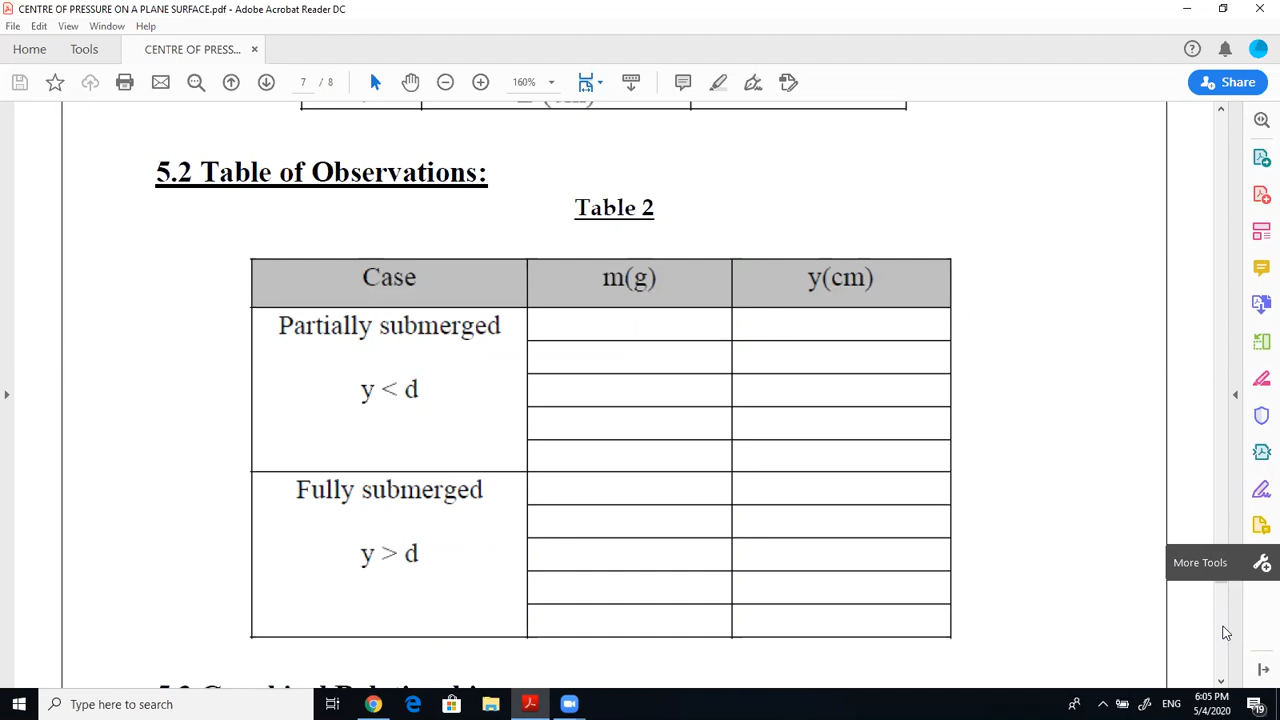 CENTRE OF PRESSURE ON A PLANE SURFACE.pdf - Adobe Acrobat Reader DC
File Edit View Window Help
Home Tools CENTRE OF PRESS... ×
7 / 8 160% Share
5.2 Table of Observations:
Table 2
Case m(g) y(cm)
Partially submerged
y < d
Fully submerged
y > d
More Tools
Type here to search
ENG
6:05 PM
5/4/2020
19